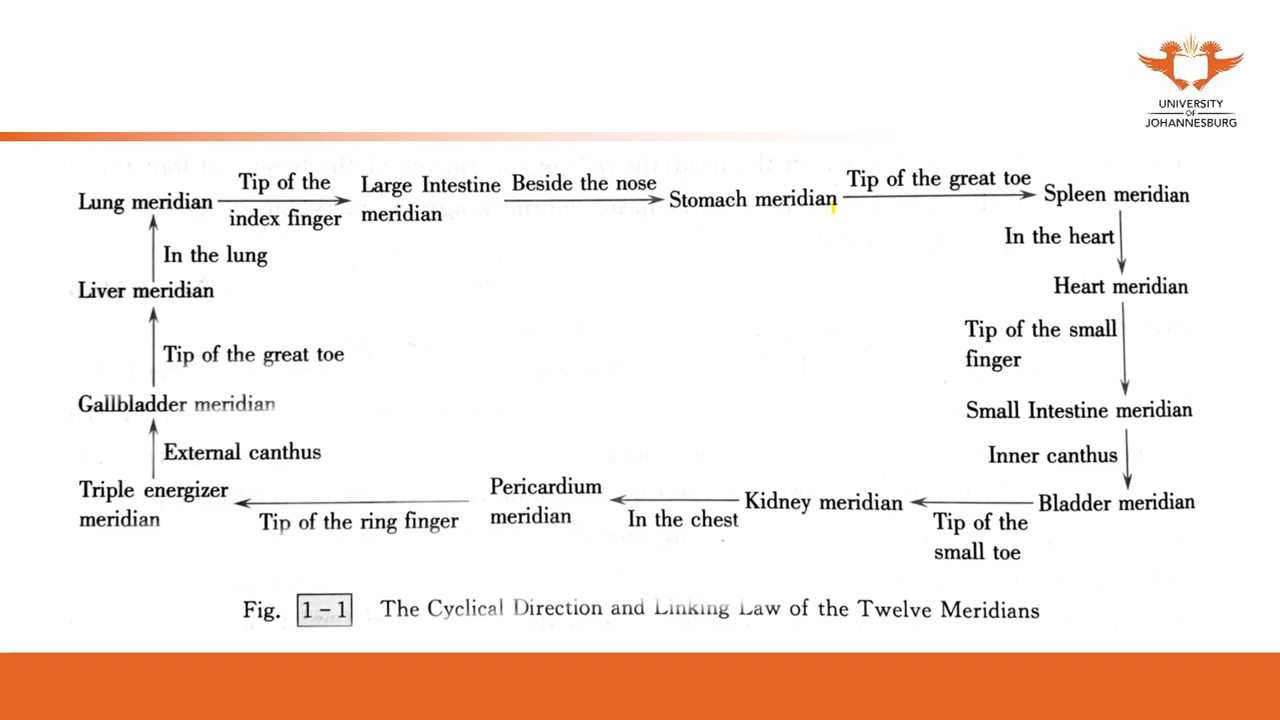 UNIVERSITY
OF
JOHANNESBURG
Tip of the
index finger
Lung meridian
Large Intestine
meridian
Beside the nose
Stomach meridian
Tip of the great toe
Spleen meridian
In the heart
Heart meridian
Tip of the small
finger
Small Intestine meridian
Inner canthus
Bladder meridian
Tip of the
small toe
Kidney meridian
In the chest
Pericardium
meridian
Tip of the ring finger
Triple energizer
meridian
External canthus
Gallbladder meridian
Tip of the great toe
Liver meridian
In the lung
Fig. 1-1 The Cyclical Direction and Linking Law of the Twelve Meridians